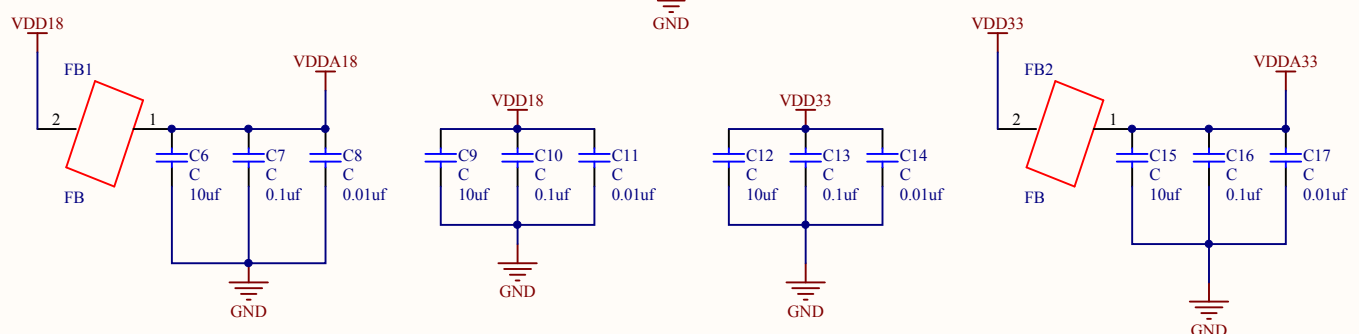 GND
VDD18
FB1
2
1
FB
VDDA18
C6
C
10uf
C7
C
0.1uf
C8
C
0.01uf
GND
VDD18
C9
C
10uf
C10
C
0.1uf
C11
C
0.01uf
GND
VDD33
C12
C
10uf
C13
C
0.1uf
C14
C
0.01uf
GND
VDD33
FB2
2
1
FB
VDDA33
C15
C
10uf
C16
C
0.1uf
C17
C
0.01uf
GND